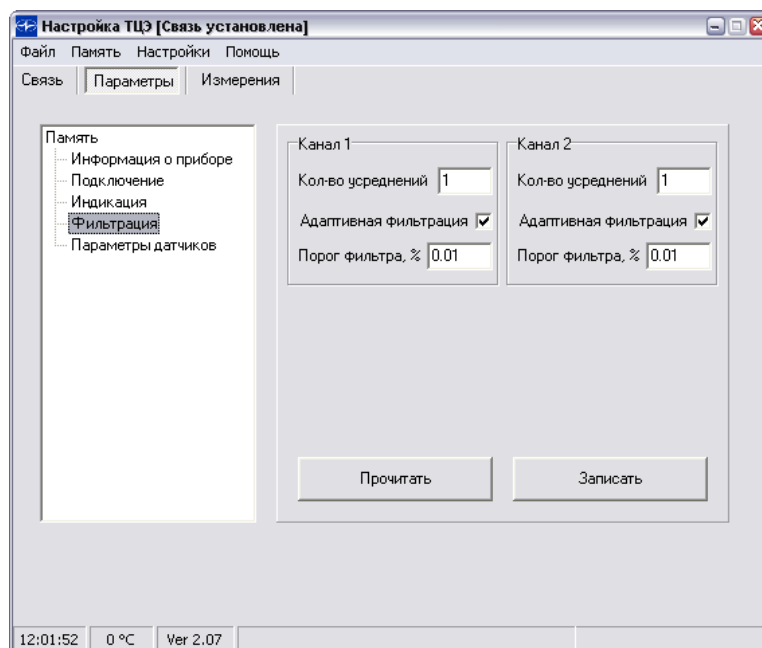 Настройка ТЦЭ [Связь установлена]
Файл Память Настройки Помощь
Связь Параметры Измерения
Память
Информация о приборе
Подключение
Индикация
Фильтрация
Параметры датчиков
Канал 1
Кол-во усреднений 1
Адаптивная фильтрация
Порог фильтра, % 0.01
Канал 2
Кол-во усреднений 1
Адаптивная фильтрация
Порог фильтра, % 0.01
Прочитать Записать
12:01:52 0 °C Ver 2.07